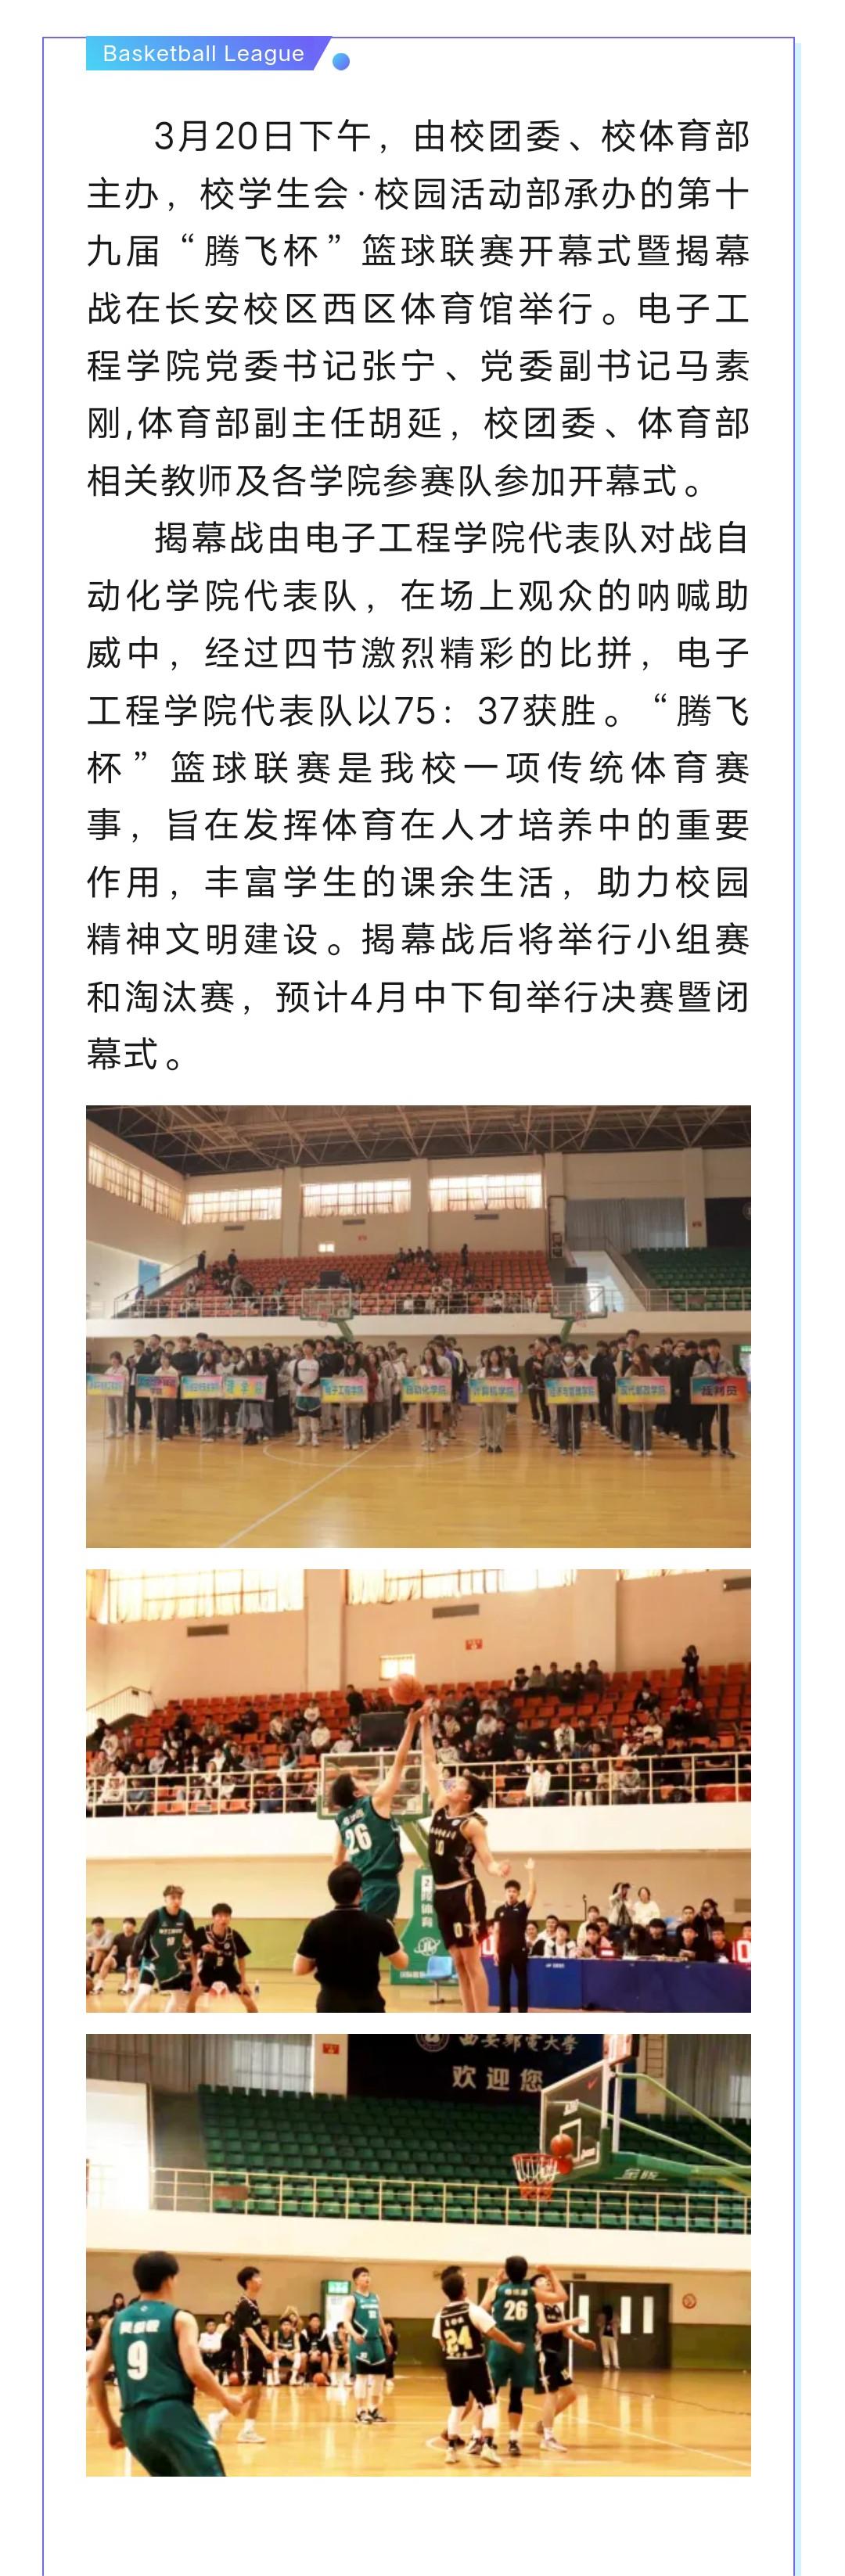 Basketball League
3月20日下午，由校团委、校体育部
主办，校学生会·校园活动部承办的第十
九届“腾飞杯”篮球联赛开幕式暨揭幕
战在长安校区西区体育馆举行。电子工
程学院党委书记张宁、党委副书记马素
刚,体育部副主任胡延，校团委、体育部
相关教师及各学院参赛队参加开幕式。
揭幕战由电子工程学院代表队对战自
动化学院代表队，在场上观众的呐喊助
威中，经过四节激烈精彩的比拼，电子
工程学院代表队以75：37获胜。“腾飞
杯”篮球联赛是我校一项传统体育赛
事，旨在发挥体育在人才培养中的重要
作用，丰富学生的课余生活，助力校园
精神文明建设。揭幕战后将举行小组赛
和淘汰赛，预计4月中下旬举行决赛暨闭
幕式。
理学院
电子工程学院
自动化学院
计算机学院
经济与管理学院
现代邮政学院
裁判员
26
10
2
0
西安邮电大学
欢迎您
金陵
9
24
26